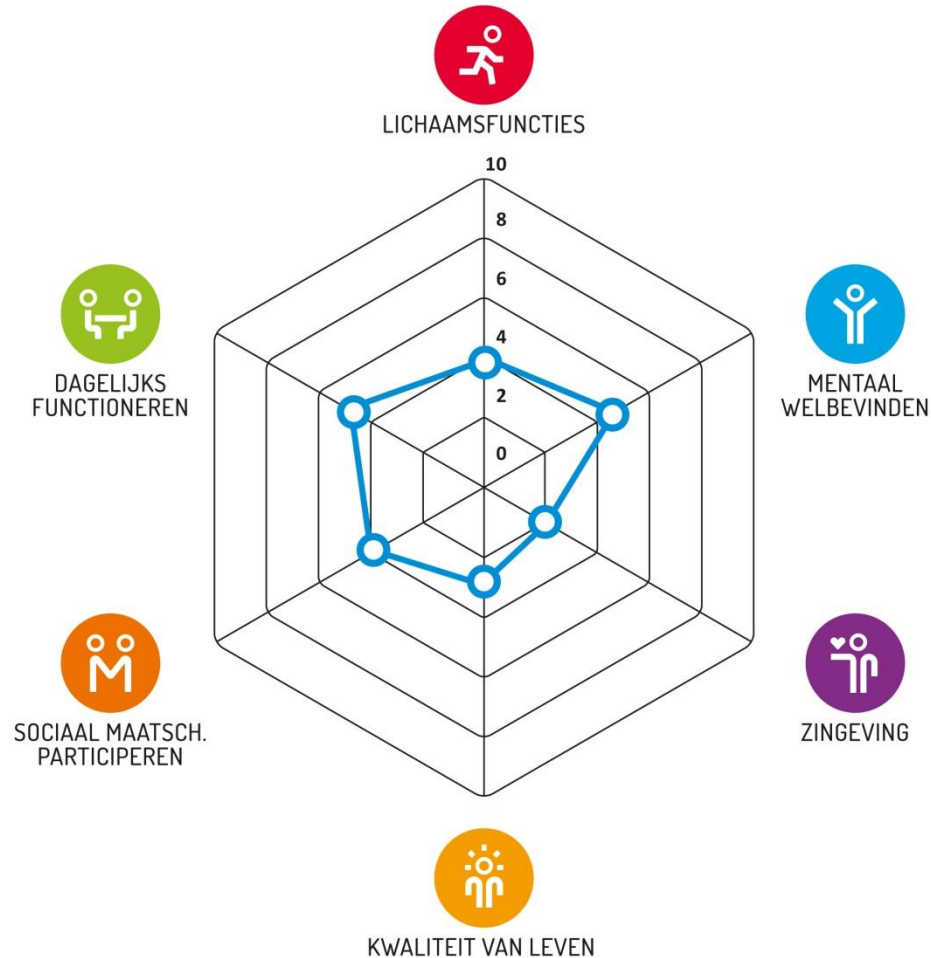 LICHAAMSFUNCTIES
10
8
6
4
2
0
DAGELIJKS
FUNCTIONEREN
MENTAAL
WELBEVINDEN
SOCIAAL MAATSCH.
PARTICIPEREN
ZINGEVING
KWALITEIT VAN LEVEN